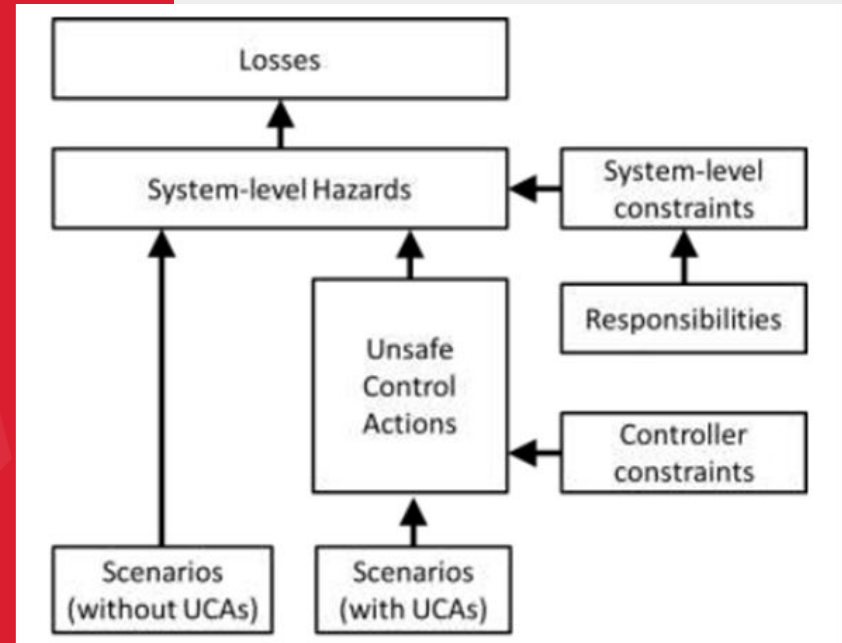 Losses
System-level Hazards
System-level
constraints
Responsibilities
Unsafe
Control
Actions
Controller
constraints
Scenarios
(without UCAs)
Scenarios
(with UCAs)